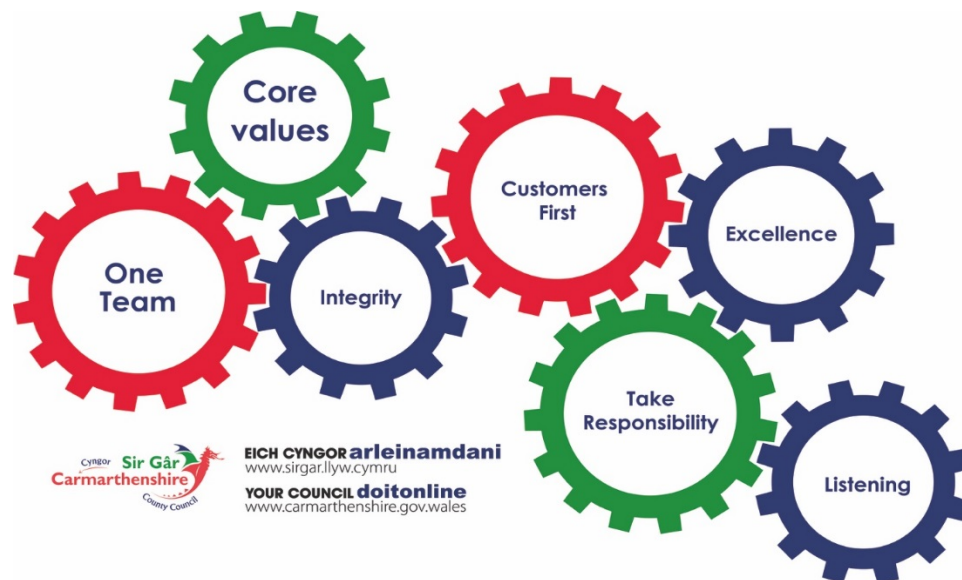 Core
values
One
Team
Integrity
Customers
First
Excellence
Take
Responsibility
Listening
Cyngor Sir Gâr
Carmarthenshire
County Council
EICH CYNGOR arleinamdani
www.sirgar.llyw.cymru
YOUR COUNCIL doitonline
www.carmarthenshire.gov.wales